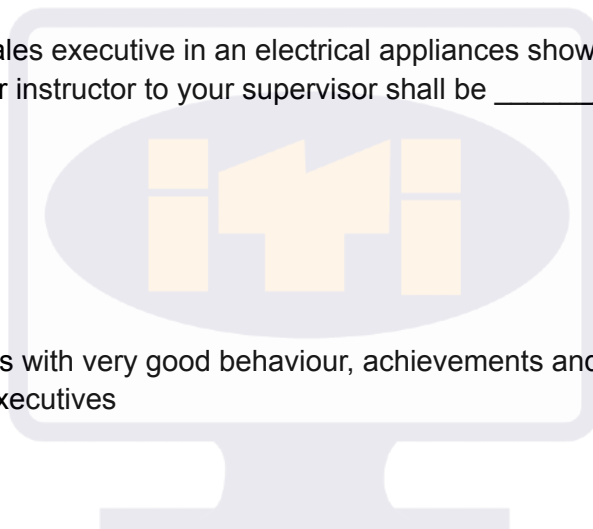 ales executive in an electrical appliances show
r instructor to your supervisor shall be ______
iTi
s with very good behaviour, achievements and
xecutives